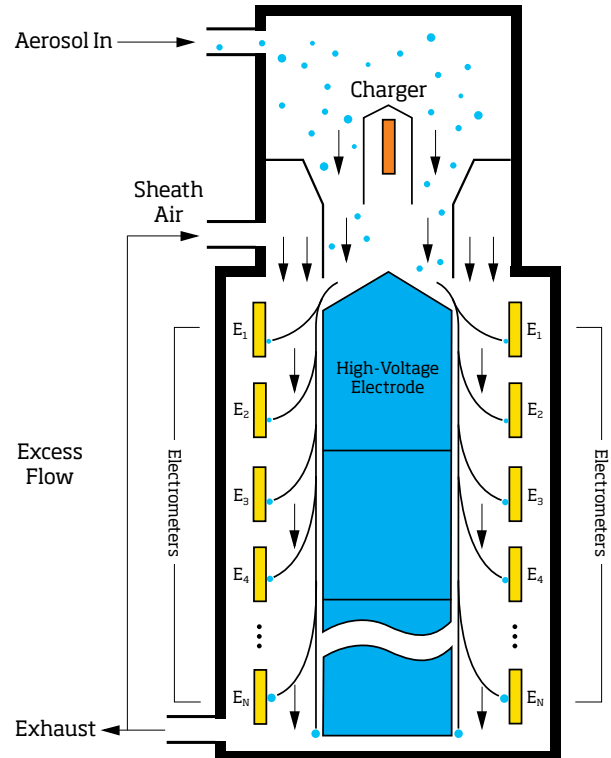 Aerosol In
Charger
Sheath
Air
High-Voltage
Electrode
E1
E2
E3
E4
EN
E1
E2
E3
E4
EN
Electrometers
Electrometers
Excess
Flow
Exhaust